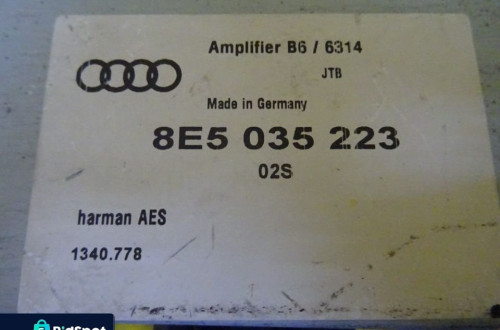 Amplifier B6 / 6314
JTB
Made in Germany
8E5 035 223
02S
harman AES
1340.778